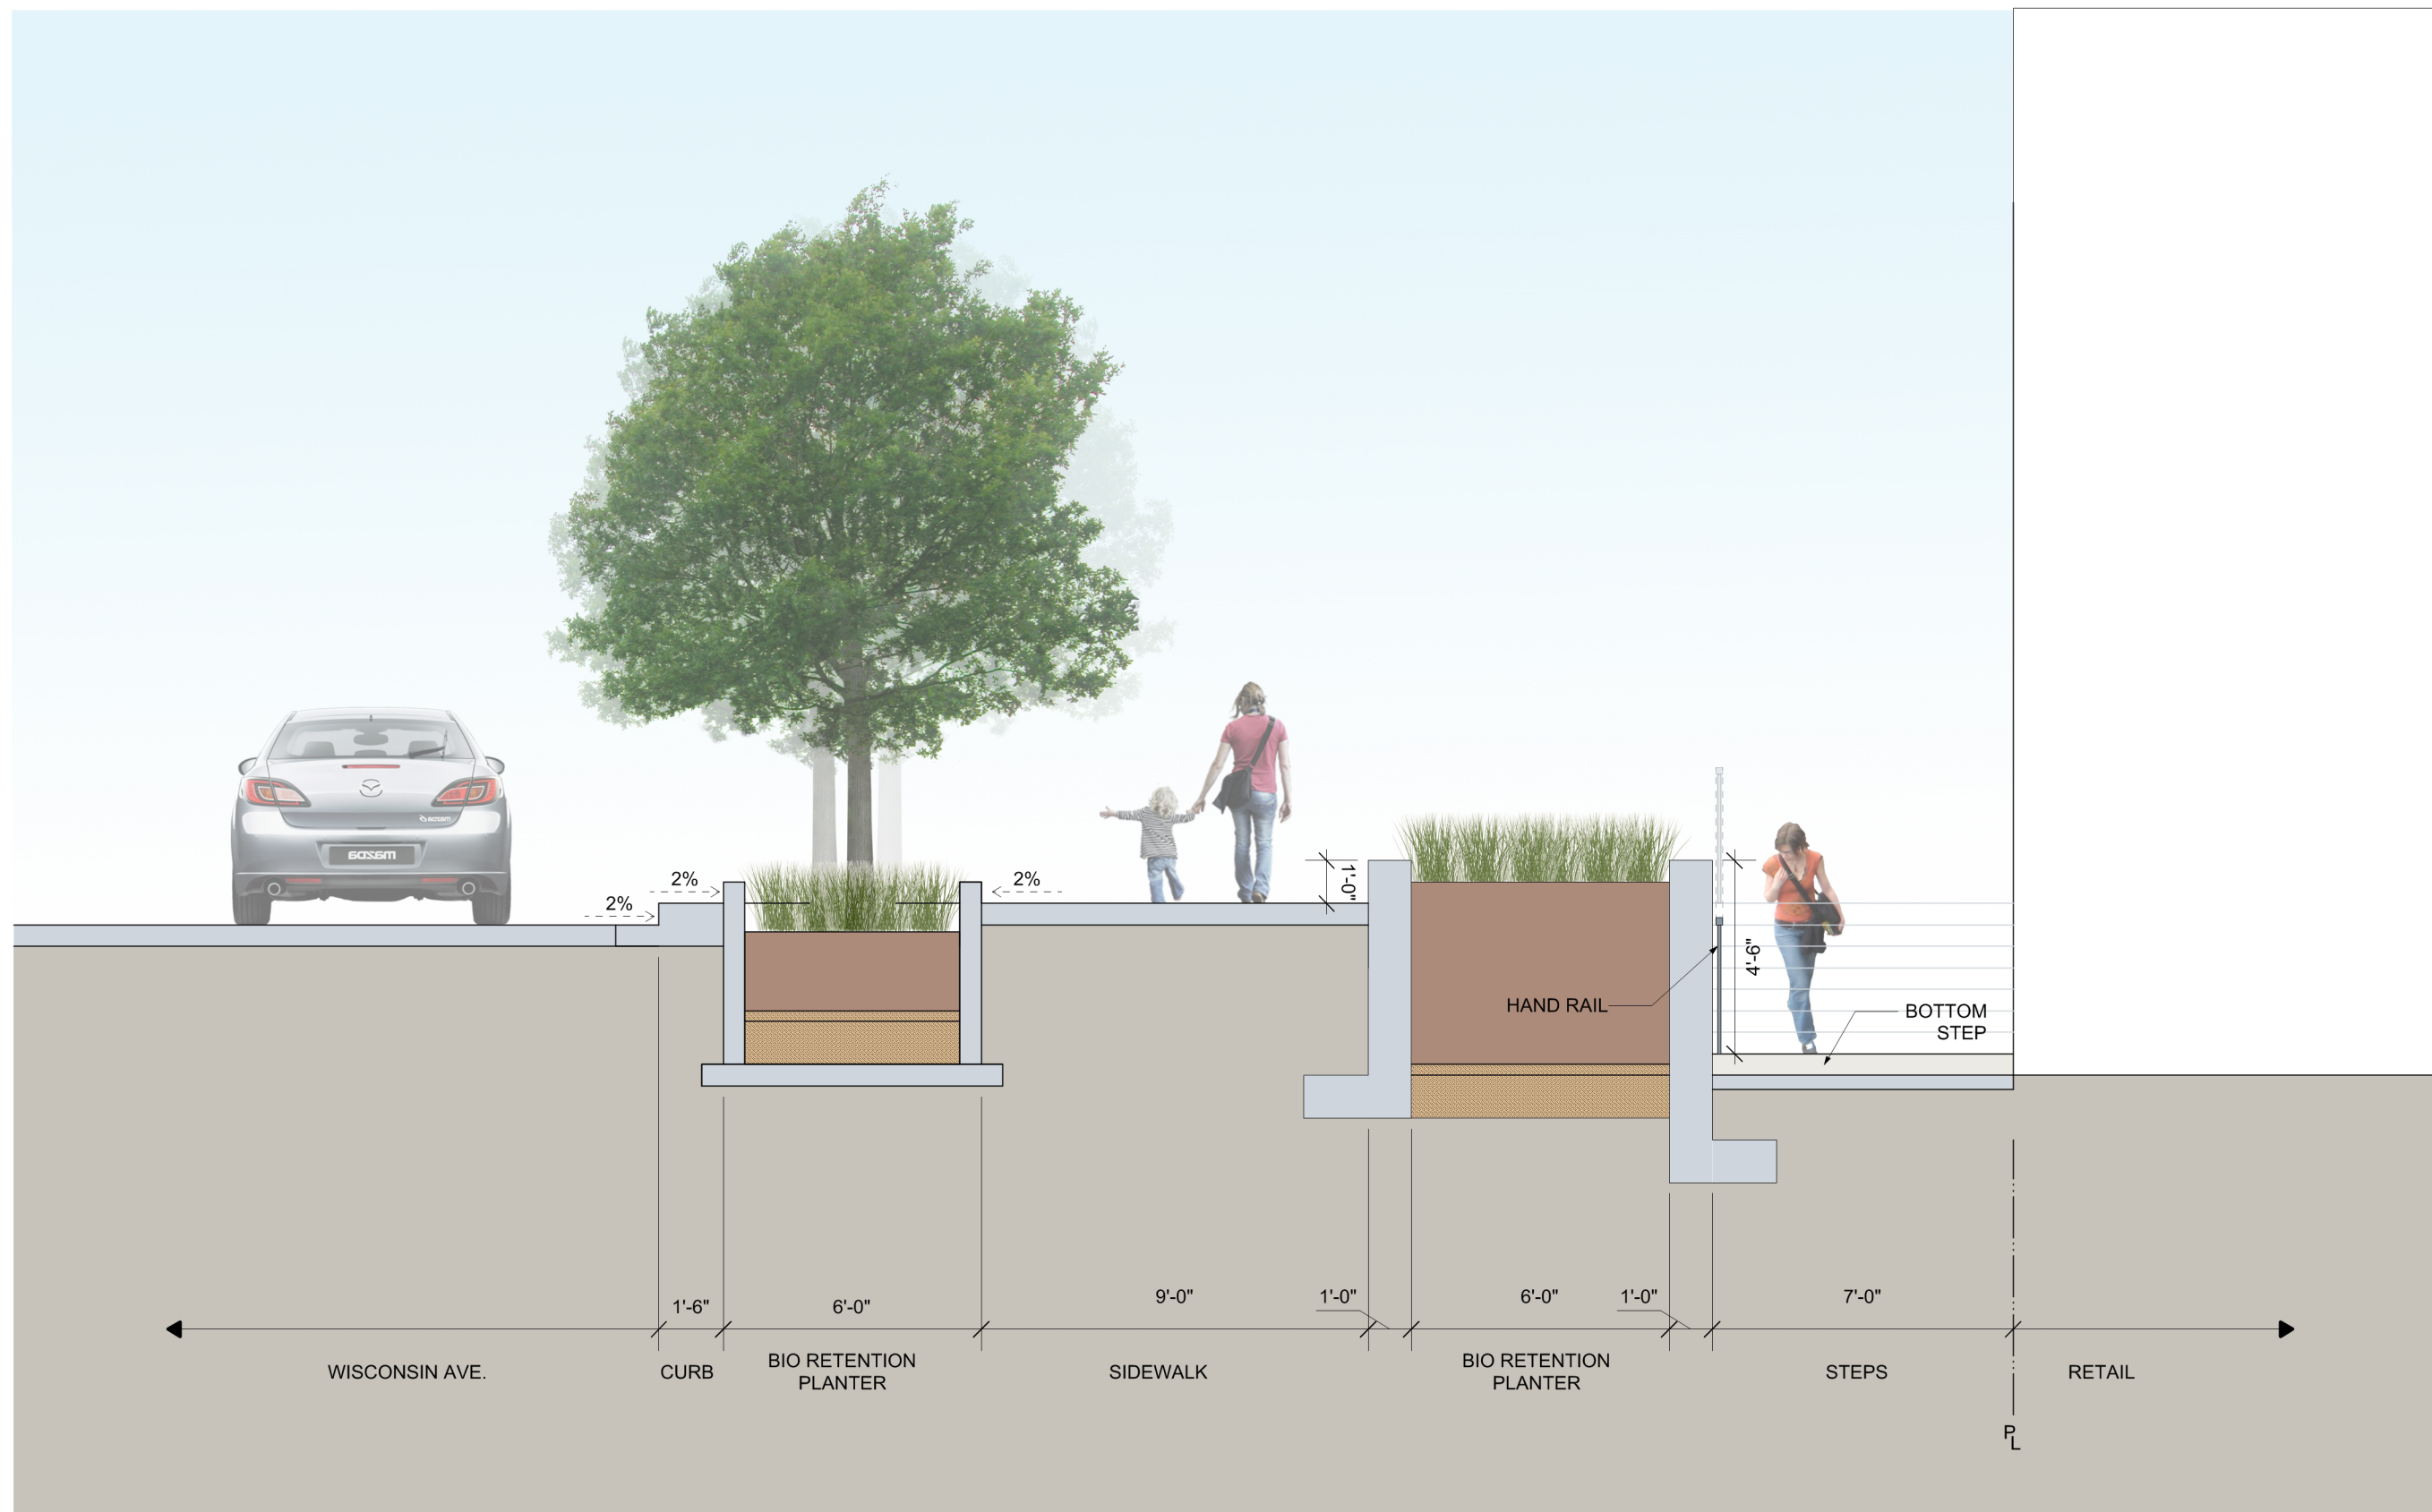 2%
2%
2%
1'-0"
4'-6"
HAND RAIL
BOTTOM
STEP
1'-6"
6'-0"
9'-0"
1'-0"
6'-0"
1'-0"
7'-0"
WISCONSIN AVE.
CURB
BIO RETENTION
PLANTER
SIDEWALK
BIO RETENTION
PLANTER
STEPS
RETAIL
PL
mazda